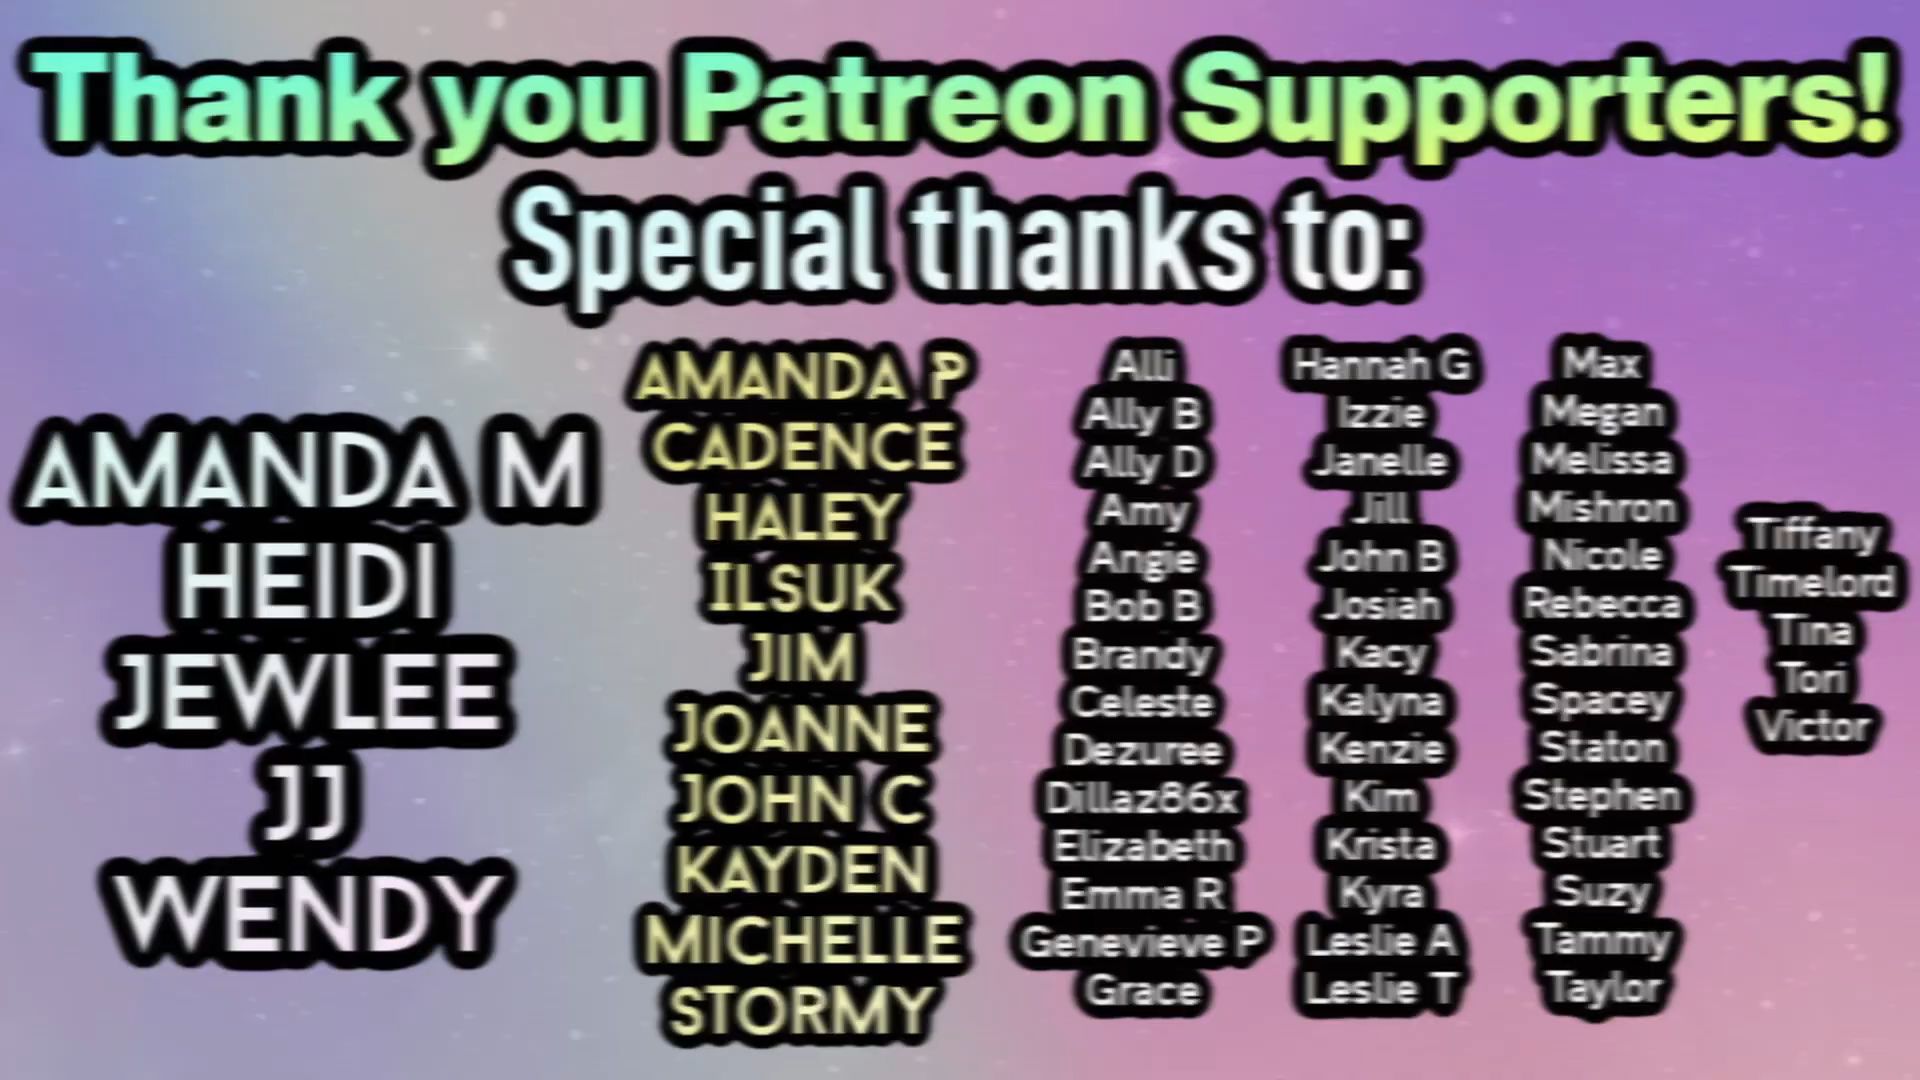 Thank you Patreon Supporters!
Special thanks to:
AMANDA M
HEIDI
JEWLEE
JJ
WENDY
AMANDA P
CADENCE
HALEY
ILSUK
JIM
JOANNE
JOHN C
KAYDEN
MICHELLE
STORMY
Alli
Ally B
Ally D
Amy
Angie
Bob B
Brandy
Celeste
Dezuree
Dillaz86x
Elizabeth
Emma R
Genevieve P
Grace
Hannah G
Izzie
Janelle
Jill
John B
Josiah
Kacy
Kalyna
Kenzie
Kim
Krista
Kyra
Leslie A
Leslie T
Max
Megan
Melissa
Mishron
Nicole
Rebecca
Sabrina
Spacey
Staton
Stephen
Stuart
Suzy
Tammy
Taylor
Tiffany
Timelord
Tina
Tori
Victor